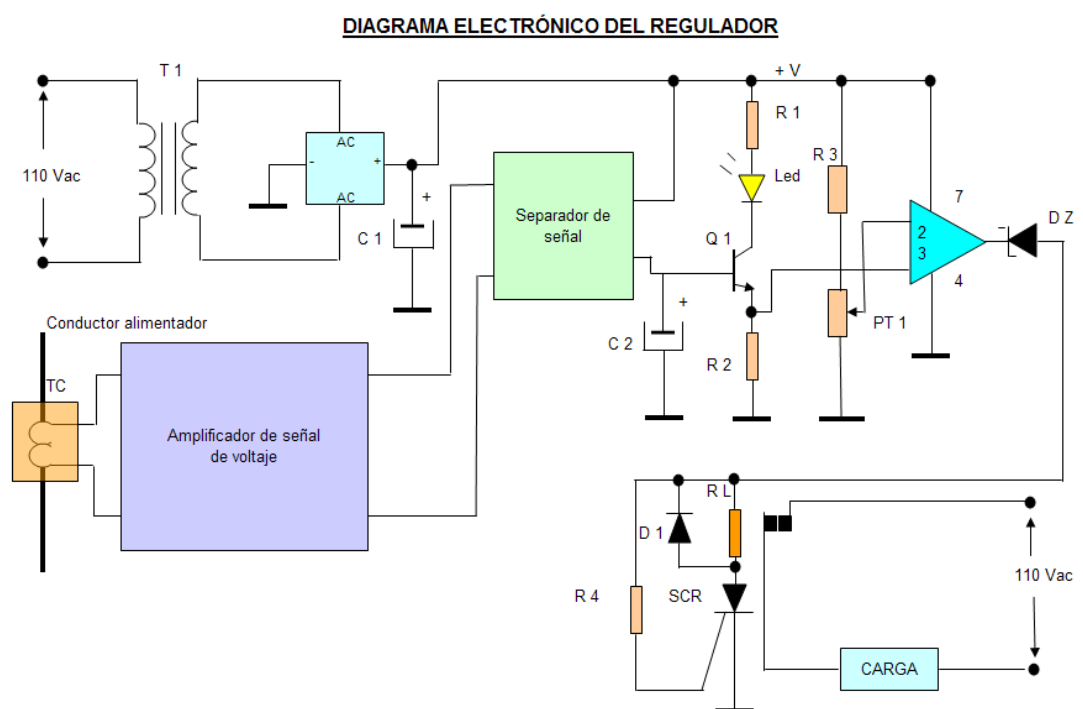 DIAGRAMA ELECTRÓNICO DEL REGULADOR
T 1
+ V
110 Vac
AC
-
+
AC
+
C 1
R 1
Led
R 3
Separador de
señal
Q 1
2
3
7
4
D Z
+
C 2
R 2
PT 1
Conductor alimentador
TC
Amplificador de señal
de voltaje
R L
D 1
SCR
R 4
110 Vac
CARGA